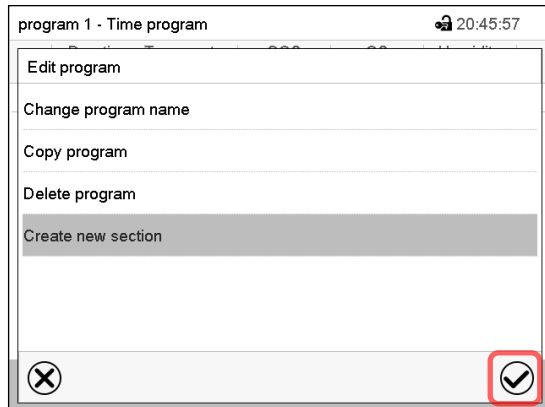 program 1 - Time program 20:45:57
Edit program
Change program name
Copy program
Delete program
Create new section